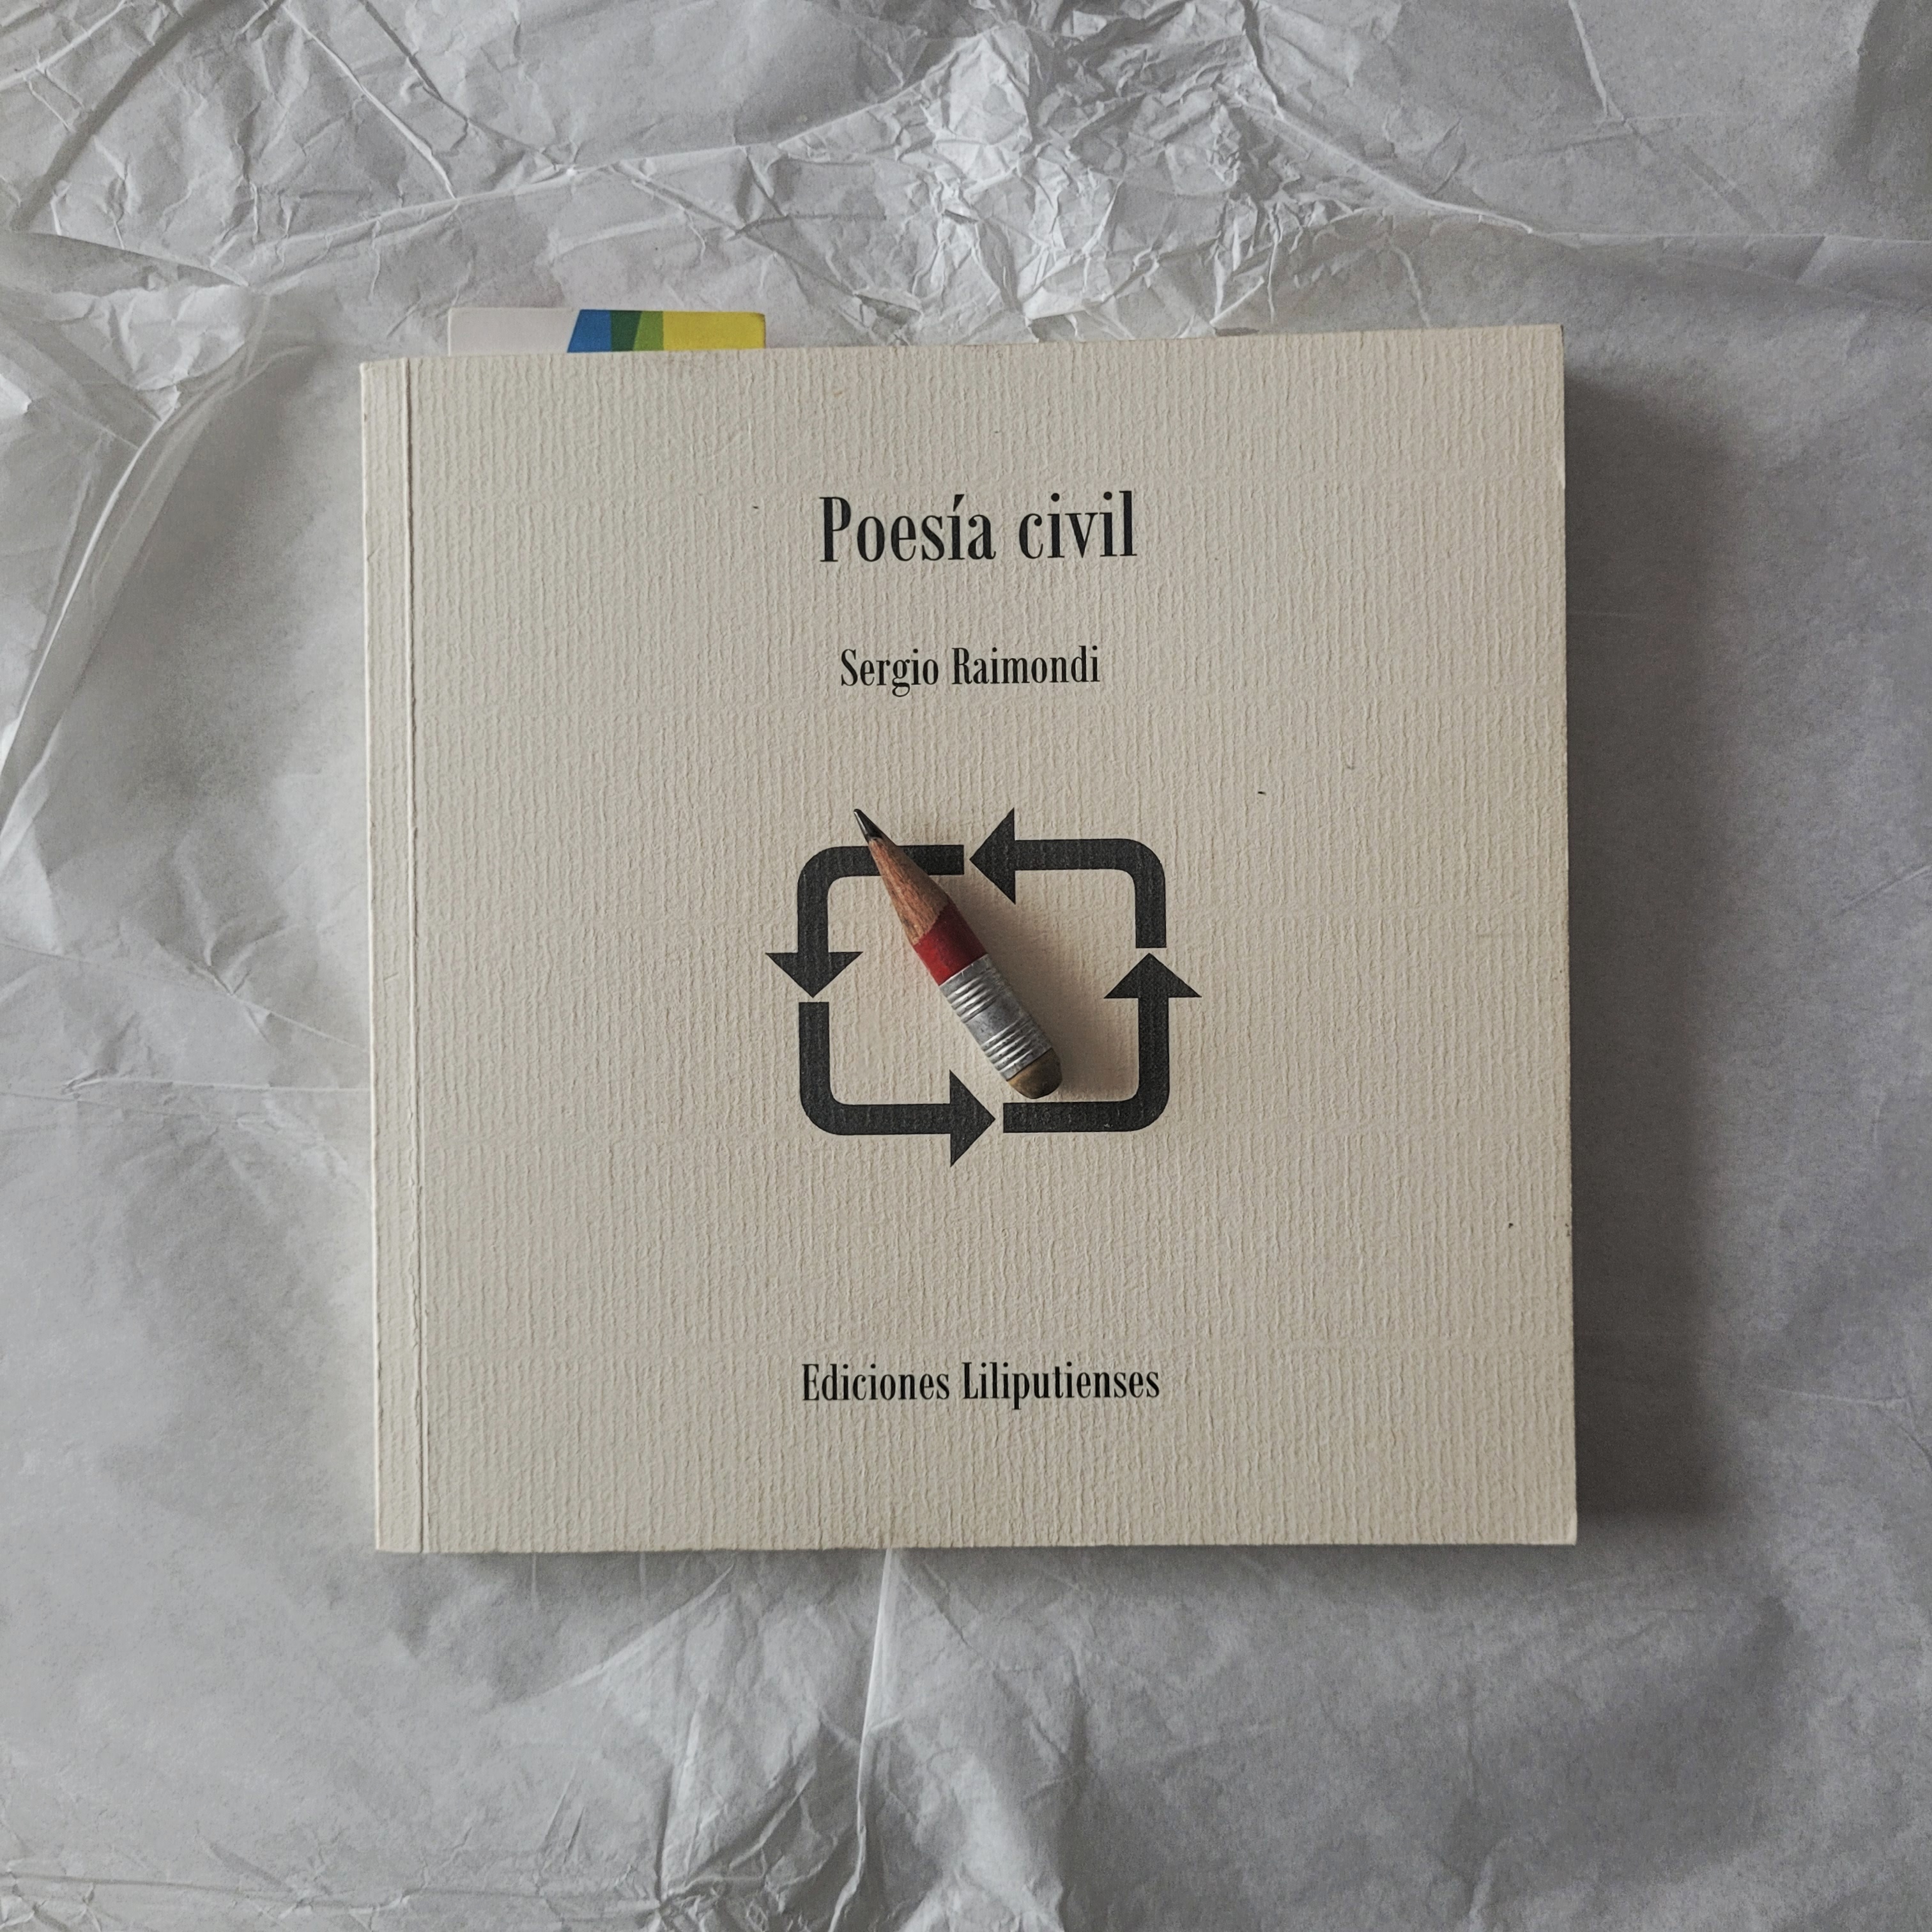 Poesía civil
Sergio Raimondi
Ediciones Liliputienses